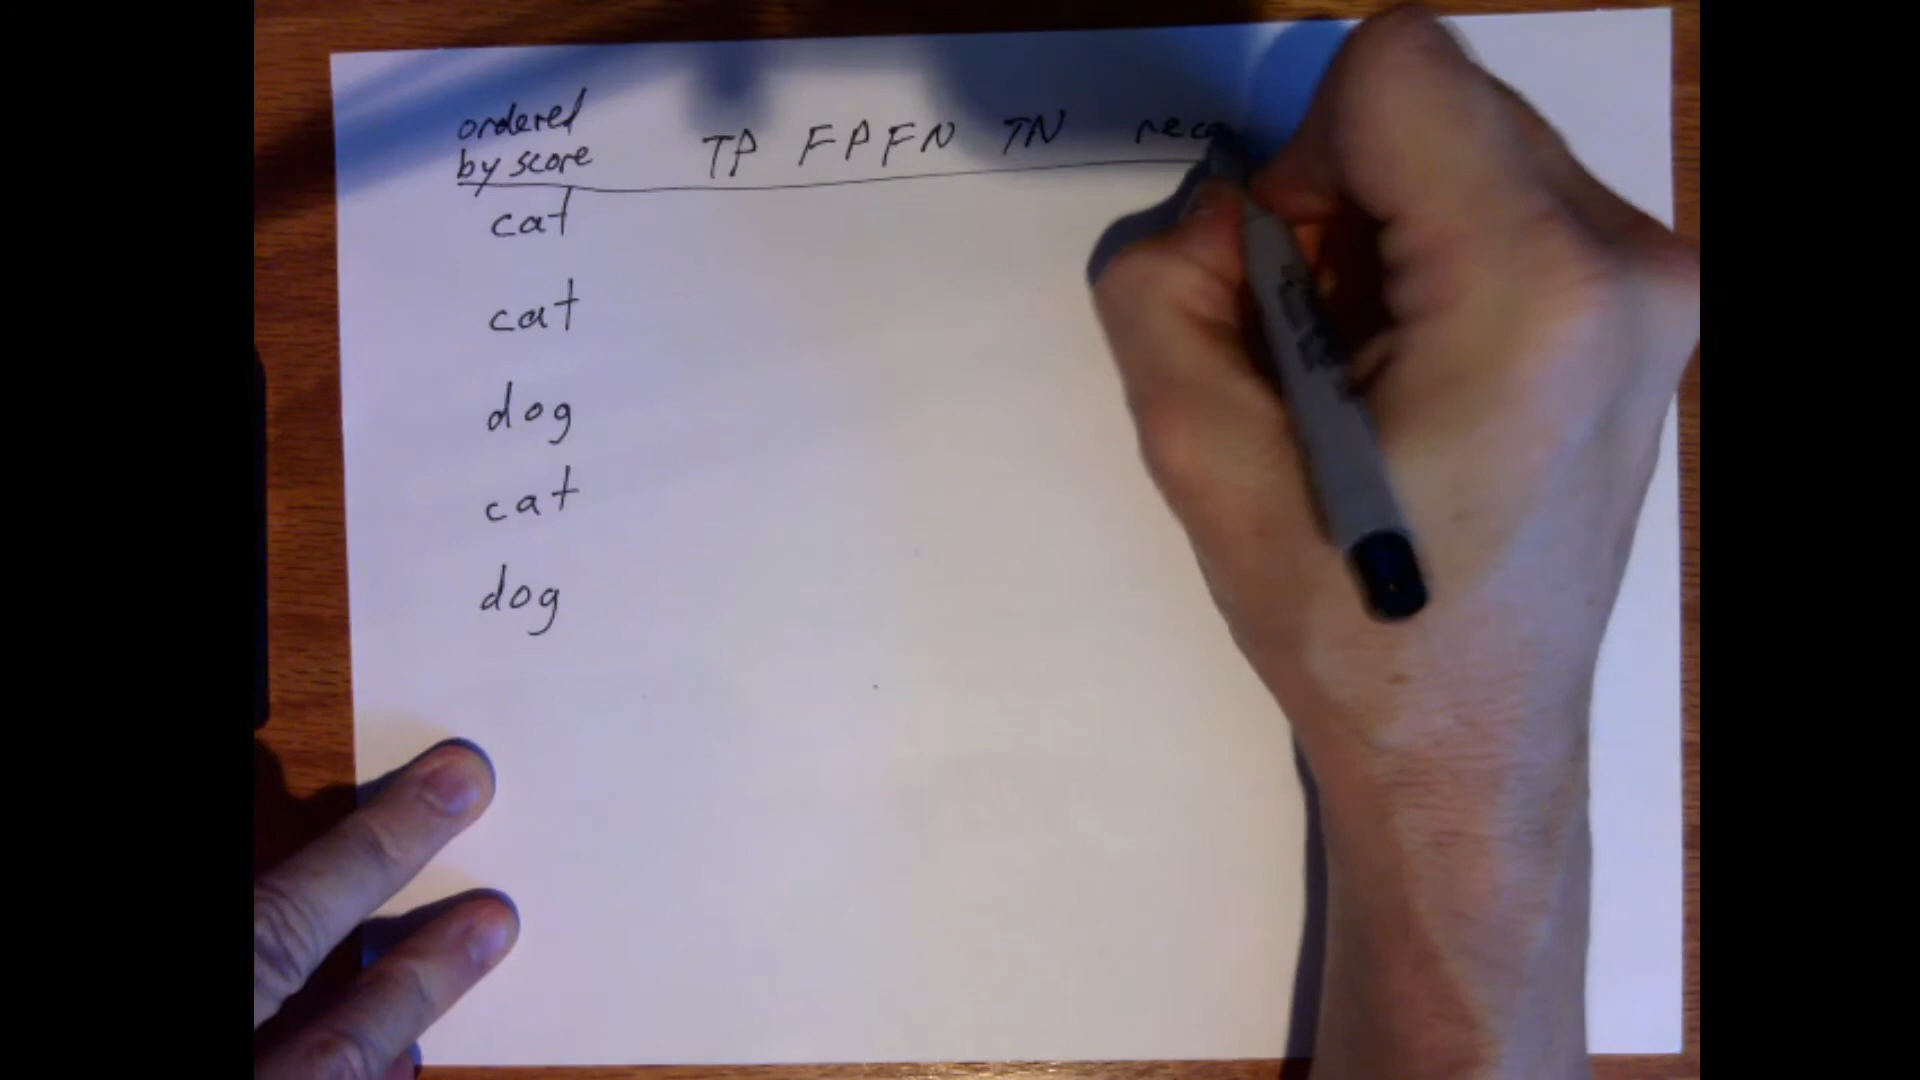 ordered
by score TP FP FN TN
cat
cat
dog
cat
dog